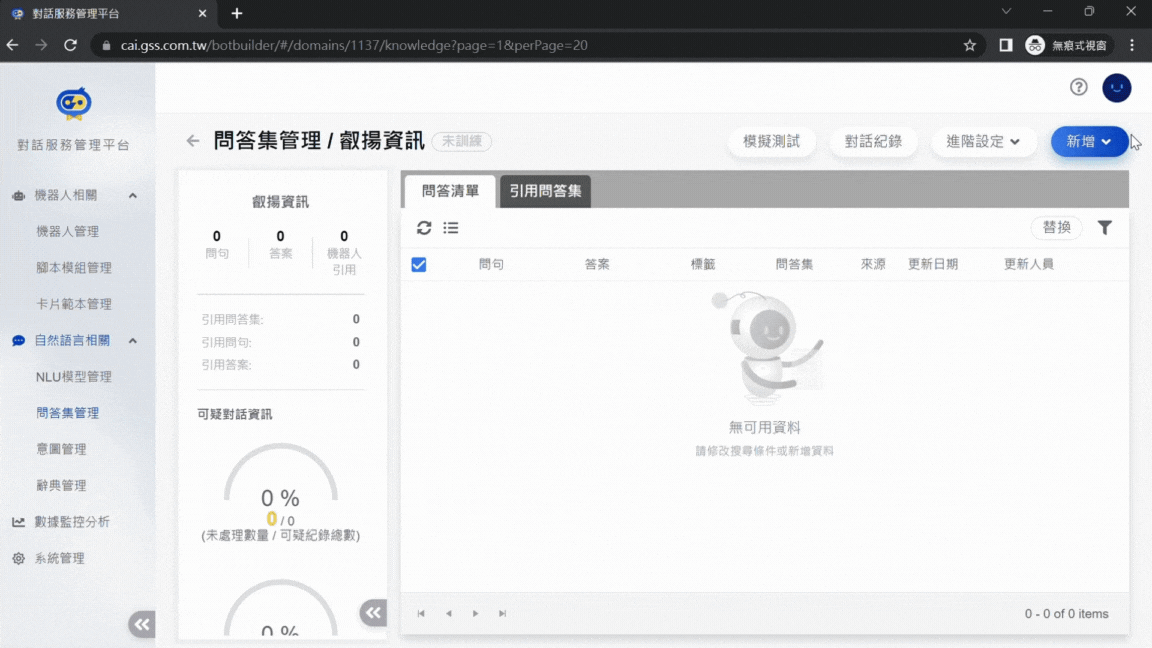 對話服務管理平台
cai.gss.com.tw/botbuilder/#/domains/1137/knowledge?page=1&perPage=20
無痕式視窗
對話服務管理平台
機器人相關
機器人管理
腳本模組管理
卡片範本管理
自然語言相關
NLU模型管理
問答集管理
意圖管理
辭典管理
數據監控分析
系統管理
問答集管理 / 叡揚資訊 未訓練
模擬測試 對話紀錄 進階設定 新增
叡揚資訊
0 0 0
問句 答案 機器人
引用
引用問答集: 0
引用問句: 0
引用答案: 0
可疑對話資訊
0 %
0 / 0
(未處理數量 / 可疑紀錄總數)
0 %
問答清單 引用問答集
替換
問句 答案 標籤 問答集 來源 更新日期 更新人員
無可用資料
請修改搜尋條件或新增資料
0 - 0 of 0 items